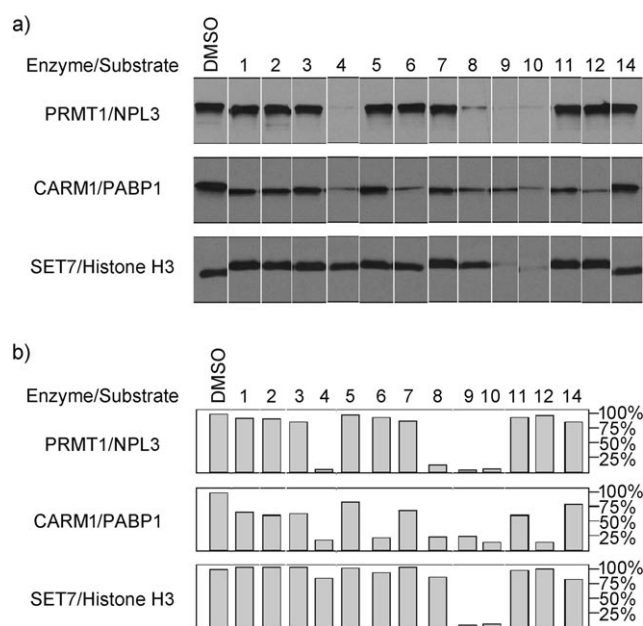 a)
Enzyme/Substrate DMSO 1 2 3 4 5 6 7 8 9 10 11 12 14
PRMT1/NPL3
CARM1/PABP1
SET7/Histone H3
b)
Enzyme/Substrate DMSO 1 2 3 4 5 6 7 8 9 10 11 12 14
PRMT1/NPL3
100%
75%
50%
25%
CARM1/PABP1
100%
75%
50%
25%
SET7/Histone H3
100%
75%
50%
25%